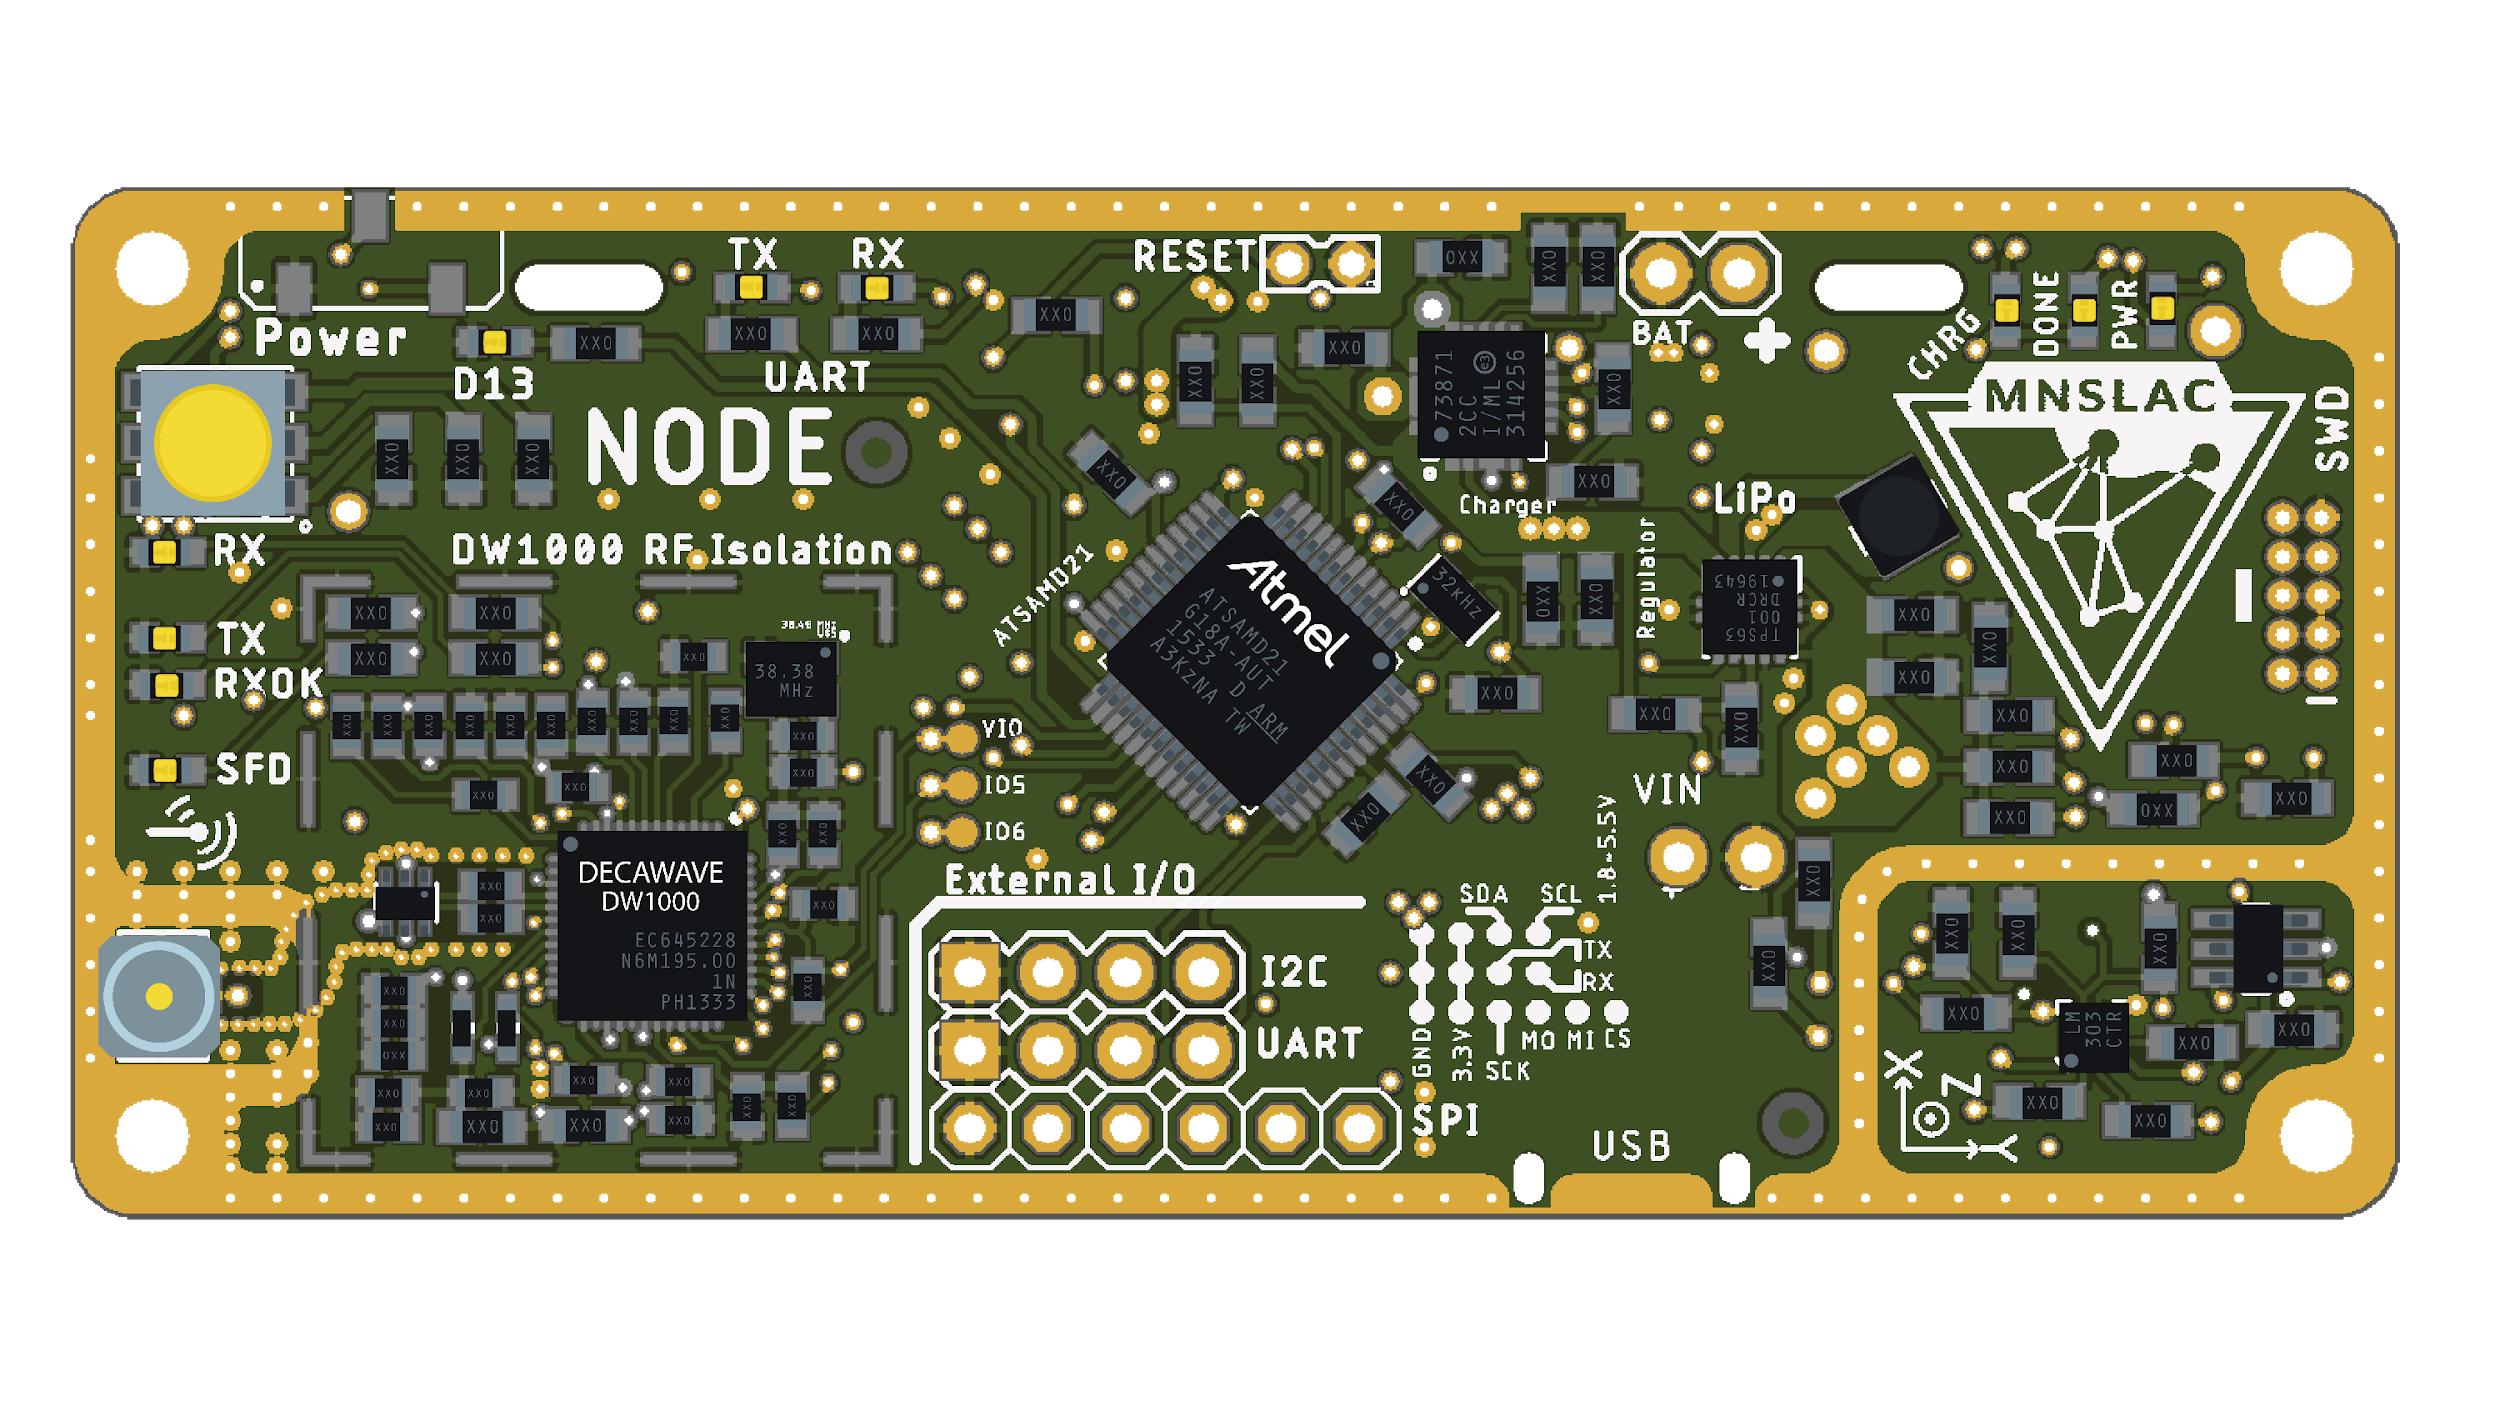 TX
RX
RESET
Power
D13
UART
BAT
CHRG
DONE
PWR
MNSLAC
SWD
NODE
73871
2CC
I/ML e3
314256
Charger
LiPo
Regulator
DW1000 RF Isolation
RX
TX
RXOK
SFD
ATSAMD21
Atmel
ATSAMD21
G18A-AUT
1533 D
A3KZNA TW
ARM
32kHz
19643
DRCR
001
TPS63
38.38
MHz
VIO
IO5
IO6
VIN
+
-
1.8-5.5V
DECAWAVE
DW1000
EC645228
N6M195.00
1N
PH1333
External I/O
I2C
UART
SPI
SDA
SCL
TX
RX
GND
3.3V
SCK
MO
MI
CS
USB
LM
303
CTR
X
Z
Y